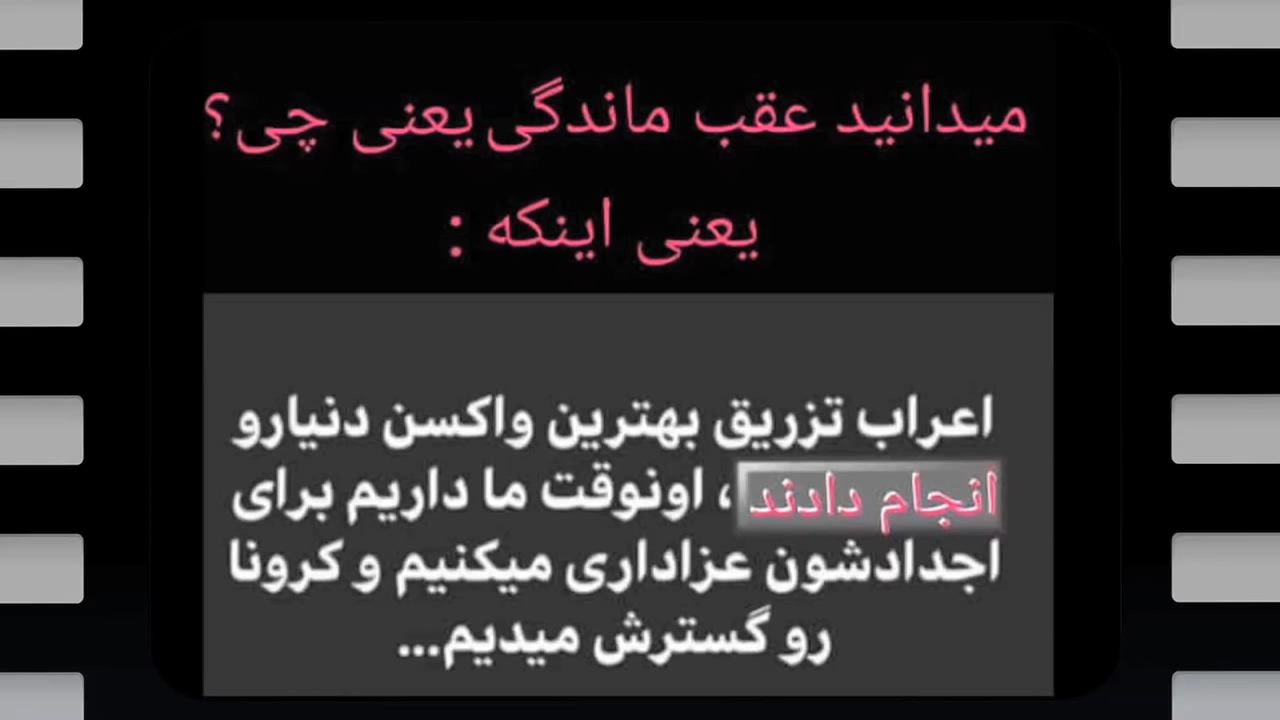 میدانید عقب ماندگی یعنی چی؟
یعنی اینکه :
اعراب تزریق بهترین واکسن دنیارو
انجام دادند ، اونوقت ما داریم برای
اجدادشون عزاداری میکنیم و کرونا
رو گسترش میدیم...